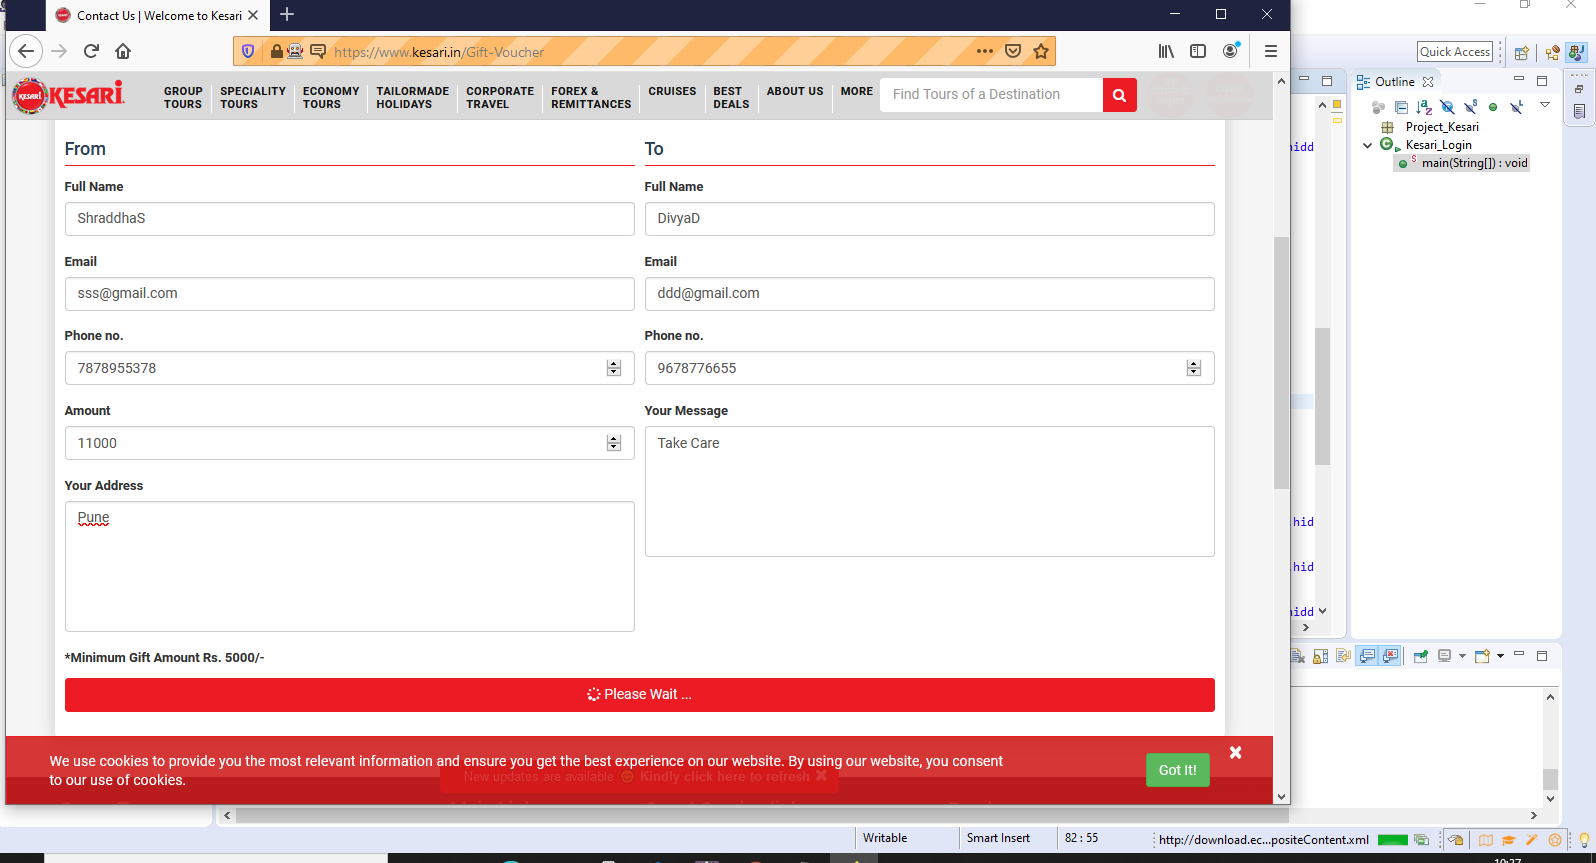 Contact Us | Welcome to Kesari
https://www.kesari.in/Gift-Voucher
Quick Access
KESARI KESARI
GROUP TOURS
SPECIALITY TOURS
ECONOMY TOURS
TAILORMADE HOLIDAYS
CORPORATE TRAVEL
FOREX & REMITTANCES
CRUISES
BEST DEALS
ABOUT US
MORE
Find Tours of a Destination
Outline
Project_Kesari
Kesari_Login
main(String[]) : void
From
To
Full Name
Full Name
ShraddhaS
DivyaD
Email
Email
sss@gmail.com
ddd@gmail.com
Phone no.
Phone no.
7878955378
9678776655
Amount
Your Message
11000
Take Care
Your Address
Pune
hidd
hid
hid
hidd
*Minimum Gift Amount Rs. 5000/-
Please Wait ...
We use cookies to provide you the most relevant information and ensure you get the best experience on our website. By using our website, you consent
to our use of cookies.
Got It!
New updates are available Kindly click here to refresh
Writable
Smart Insert
82 : 55
http://download.ec...positeContent.xml